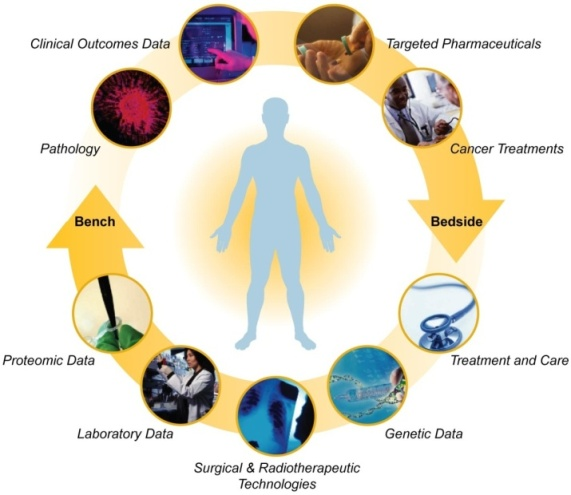 Clinical Outcomes Data
Targeted Pharmaceuticals
Pathology
Cancer Treatments
Bench
Bedside
Proteomic Data
Treatment and Care
Laboratory Data
Genetic Data
Surgical & Radiotherapeutic
Technologies